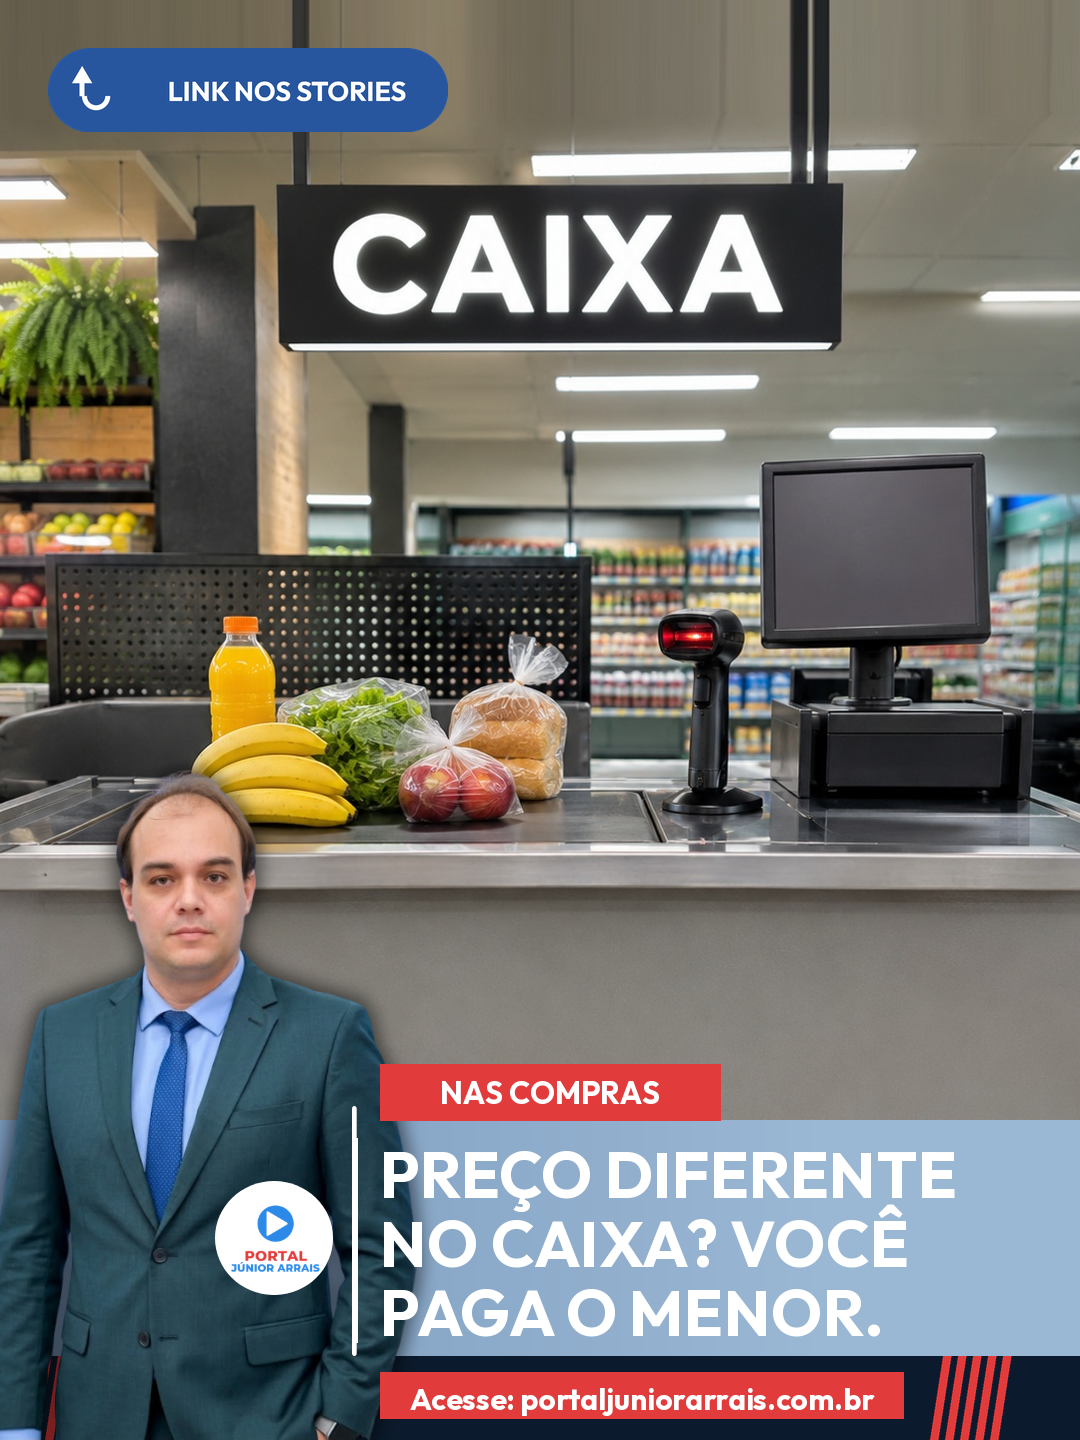 LINK NOS STORIES
CAIXA
NAS COMPRAS
PREÇO DIFERENTE
NO CAIXA? VOCÊ
PAGA O MENOR.
PORTAL
JÚNIOR ARRAIS
Acesse: portaljuniorarrais.com.br